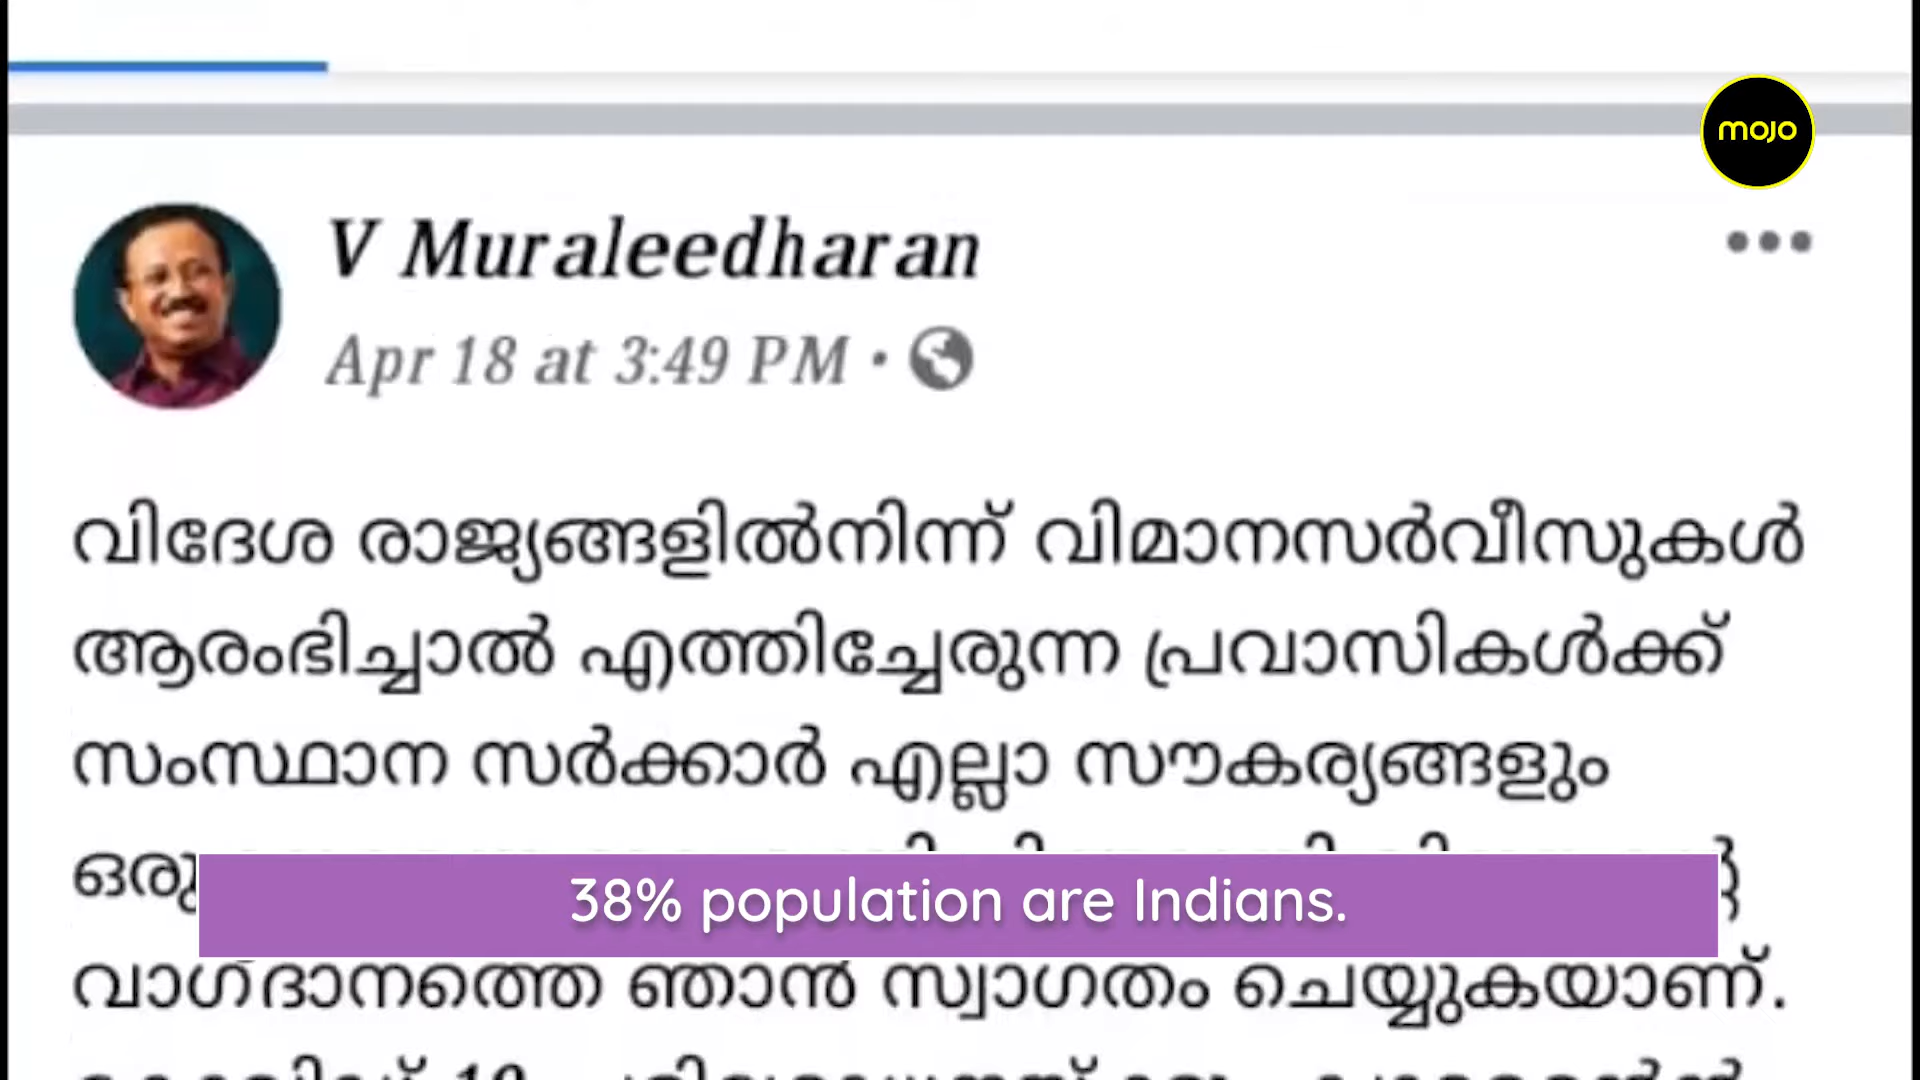 mojo
V Muraleedharan
Apr 18 at 3:49 PM
വിദേശ രാജ്യങ്ങളിൽനിന്ന് വിമാനസർവീസുകൾ
ആരംഭിച്ചാൽ എത്തിച്ചേരുന്ന പ്രവാസികൾക്ക്
സംസ്ഥാന സർക്കാർ എല്ലാ സൗകര്യങ്ങളും
38% population are Indians.
വാഗ്ദാനത്തെ ഞാൻ സ്വാഗതം ചെയ്യുകയാണ്.